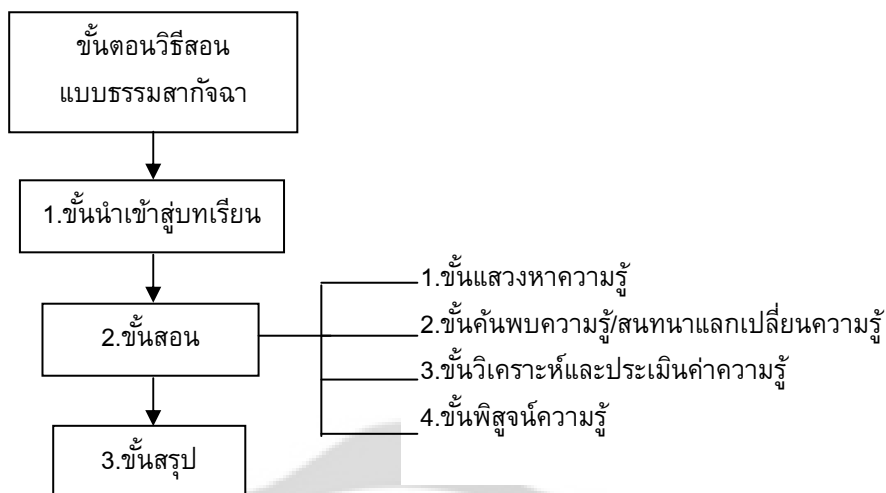 ขั้นตอนวิธีสอน
แบบธรรมสากัจฉา
1.ขั้นนำเข้าสู่บทเรียน
2.ขั้นสอน
1.ขั้นแสวงหาความรู้
2.ขั้นค้นพบความรู้/สนทนาแลกเปลี่ยนความรู้
3.ขั้นวิเคราะห์และประเมินค่าความรู้
4.ขั้นพิสูจน์ความรู้
3.ขั้นสรุป